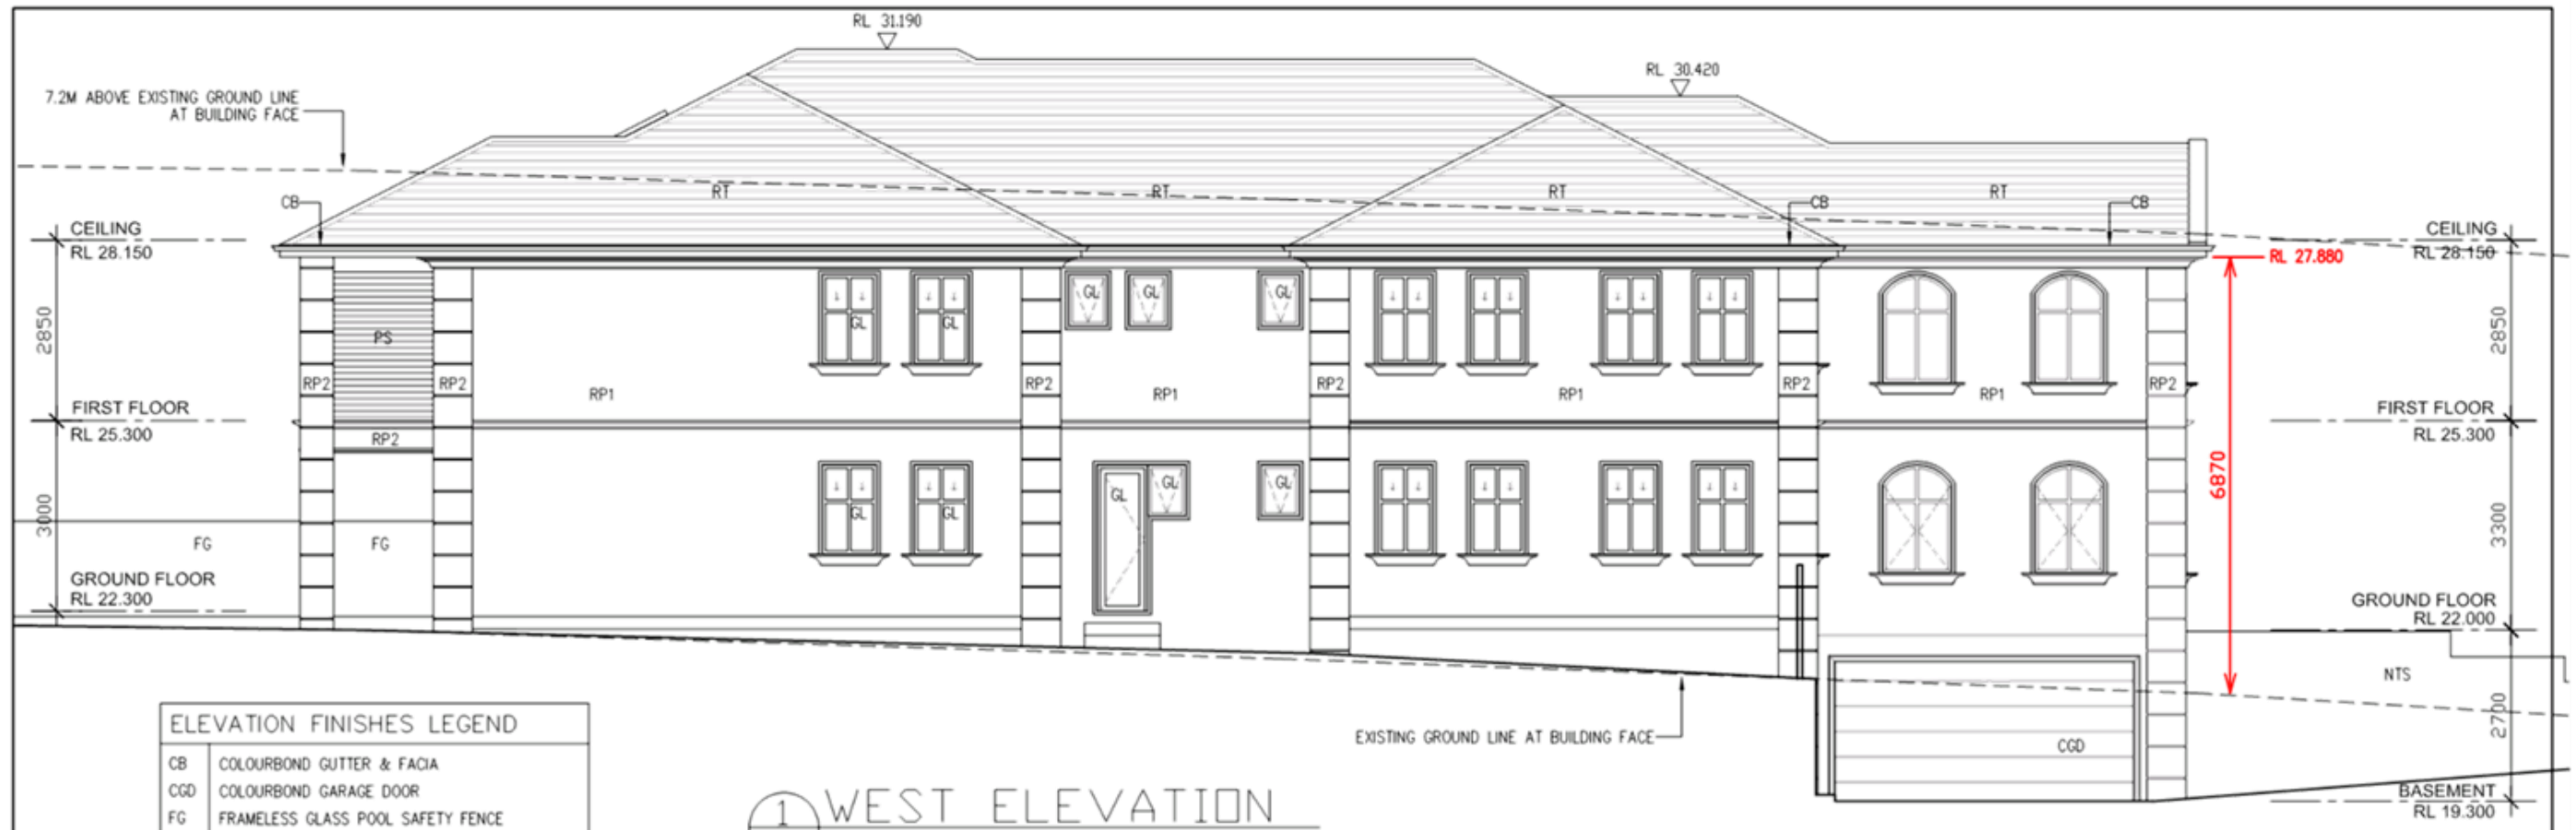 RL 31.190
RL 30.420
7.2M ABOVE EXISTING GROUND LINE
AT BUILDING FACE
RT
RT
RT
RT
CB
CB
CB
CEILING
RL 28.150
CEILING
RL 28.150
RL 27.880
GL
GL
GL
GL
GL
2850
2850
PS
RP2
RP2
RP1
RP2
RP1
RP2
RP1
RP2
RP1
RP2
FIRST FLOOR
RL 25.300
FIRST FLOOR
RL 25.300
RP2
6870
3000
3300
GL
GL
GL
GL
GL
FG
FG
GROUND FLOOR
RL 22.300
GROUND FLOOR
RL 22.000
NTS
2700
EXISTING GROUND LINE AT BUILDING FACE
CGD
BASEMENT
RL 19.300
ELEVATION FINISHES LEGEND
CB COLOURBOND GUTTER & FACIA
CGD COLOURBOND GARAGE DOOR
FG FRAMELESS GLASS POOL SAFETY FENCE
1 WEST ELEVATION